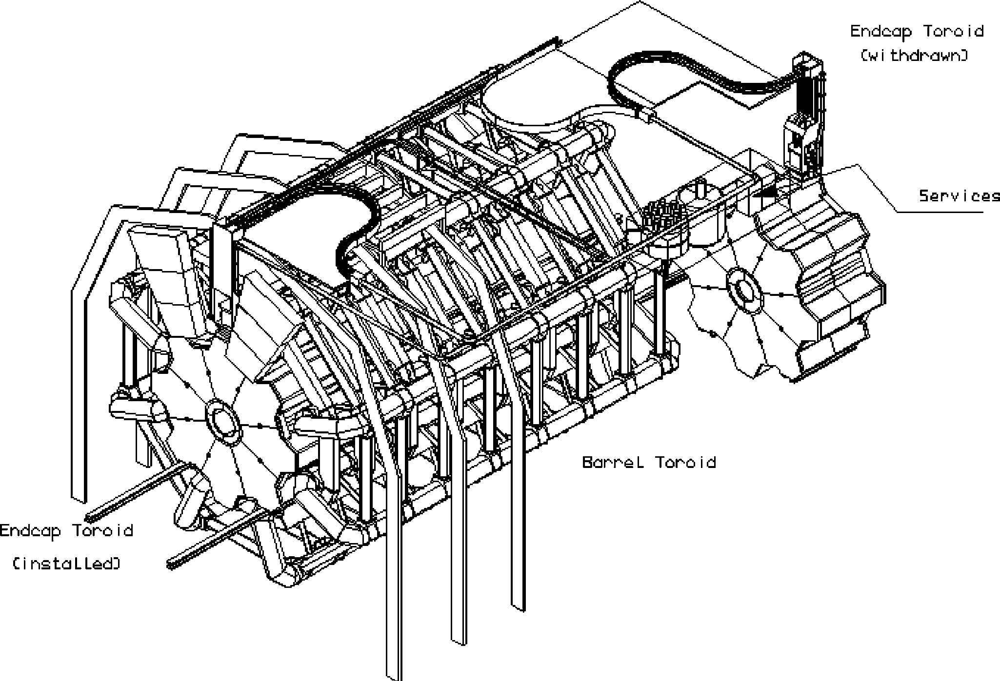 Endcap Toroid
(withdrawn)
Services
Barrel Toroid
Endcap Toroid
(installed)